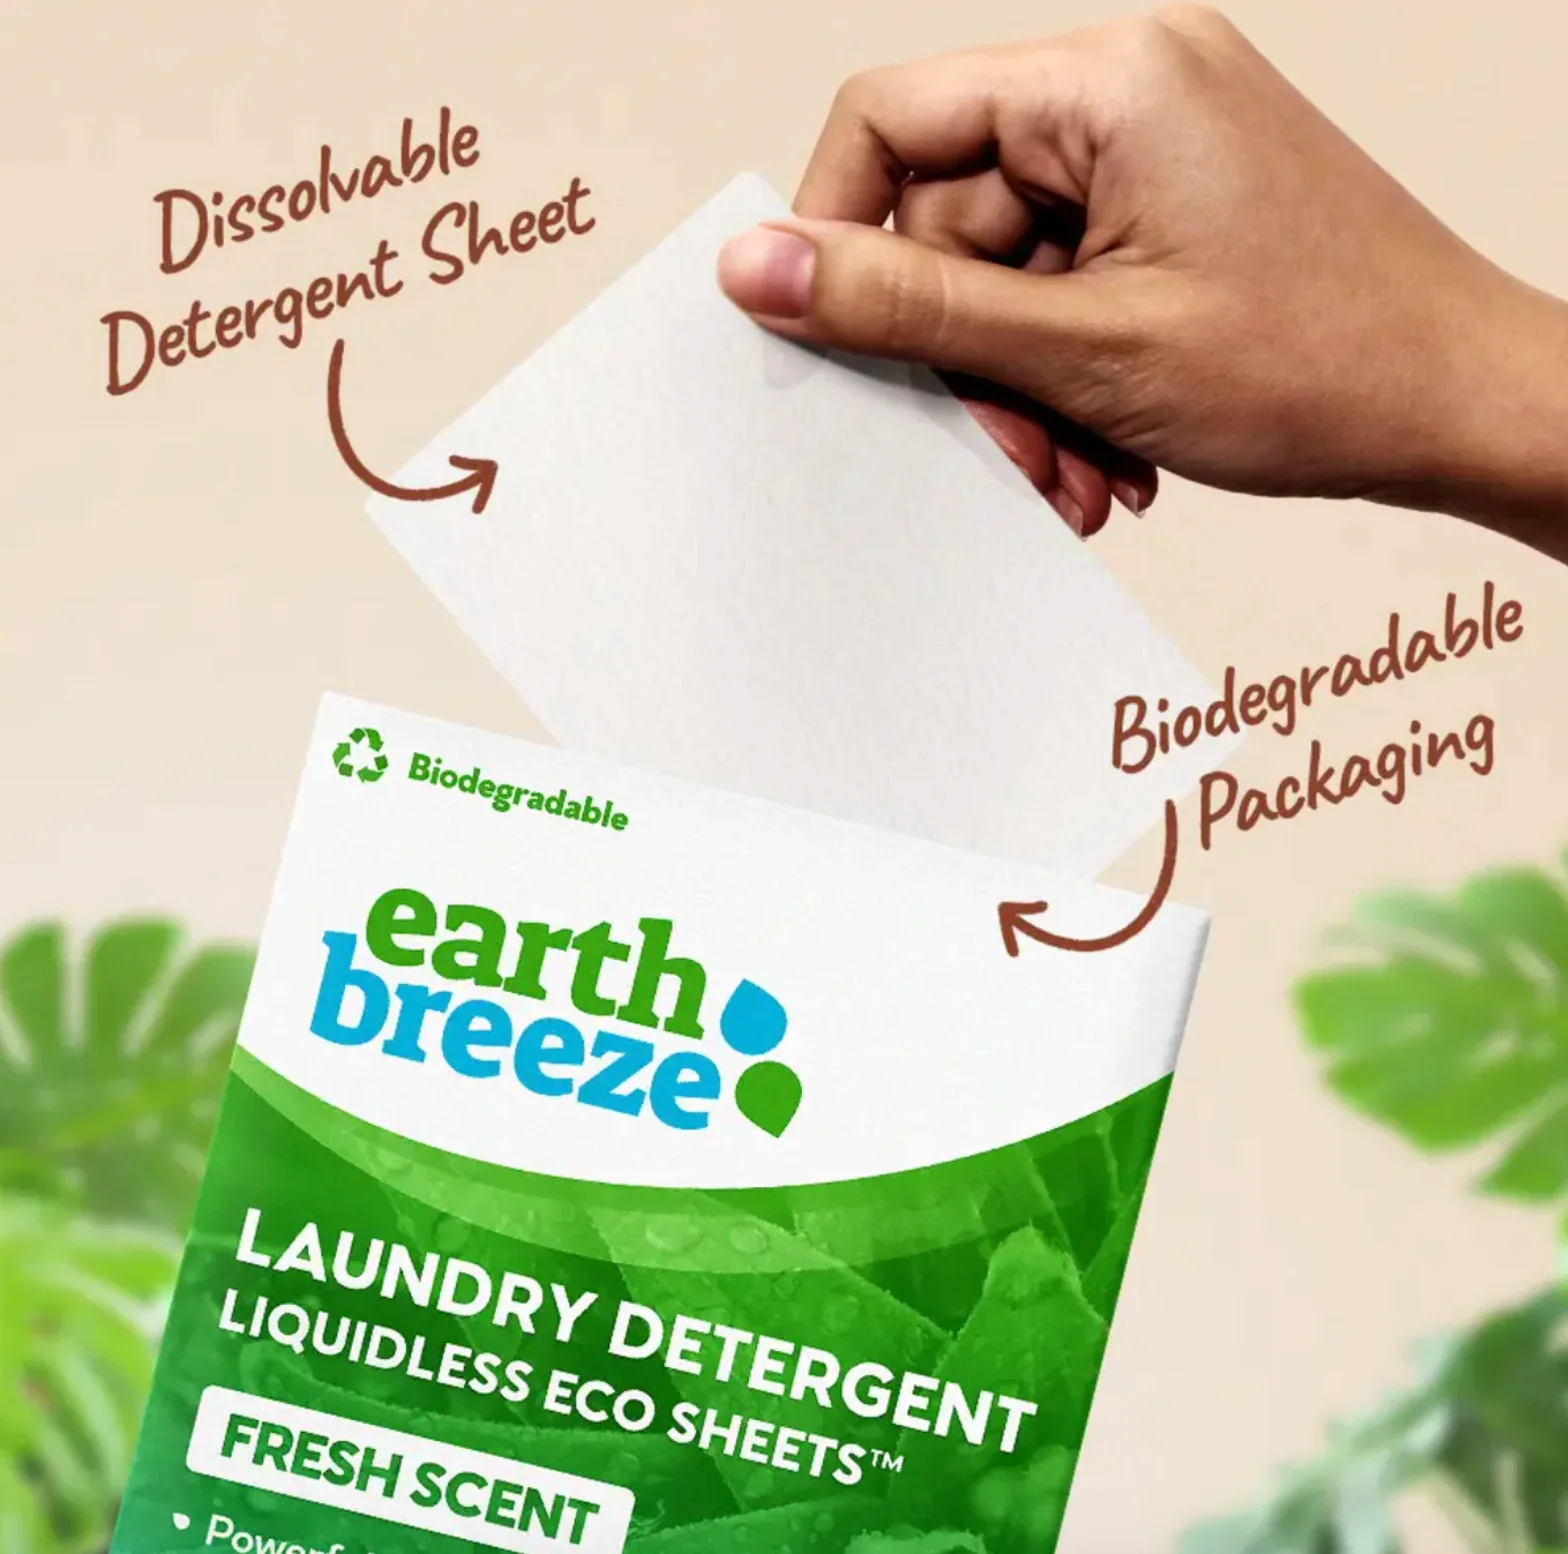 Dissolvable
Detergent Sheet
Biodegradable
Packaging
Biodegradable
earth
breeze
LAUNDRY DETERGENT
LIQUIDLESS ECO SHEETS™
FRESH SCENT